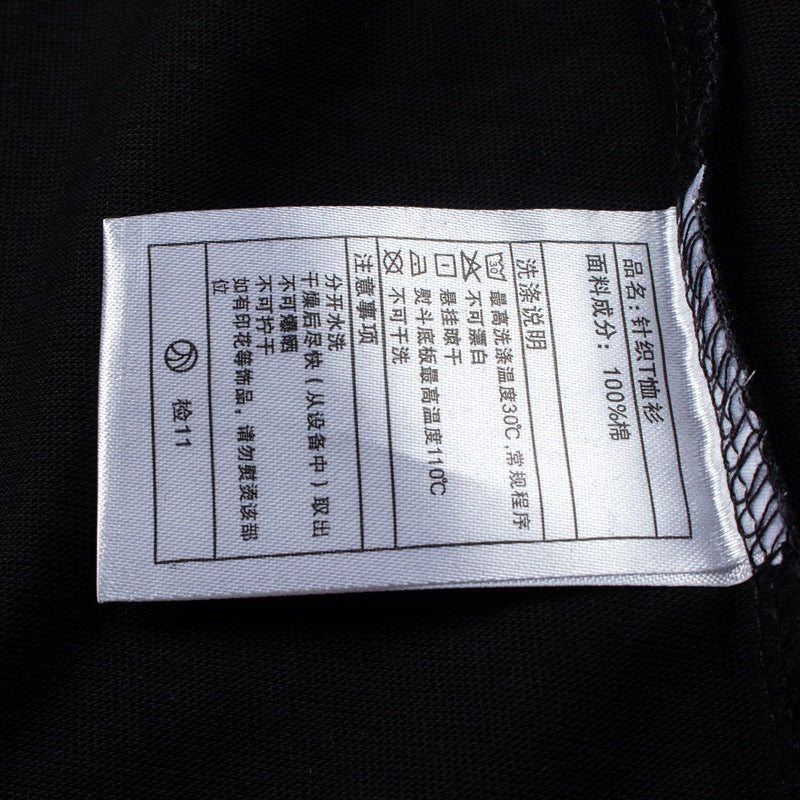 品名:针织T恤衫
面料成分: 100%棉
洗涤说明
30 最高洗涤温度30℃,常规程序
不可漂白
悬挂晾干
熨斗底板最高温度110℃
不可干洗
注意事项
分开水洗
干燥后尽快(从设备中)取出
不可爆晒
不可拧干
如有印花等饰品,请勿熨烫该部
位
检11